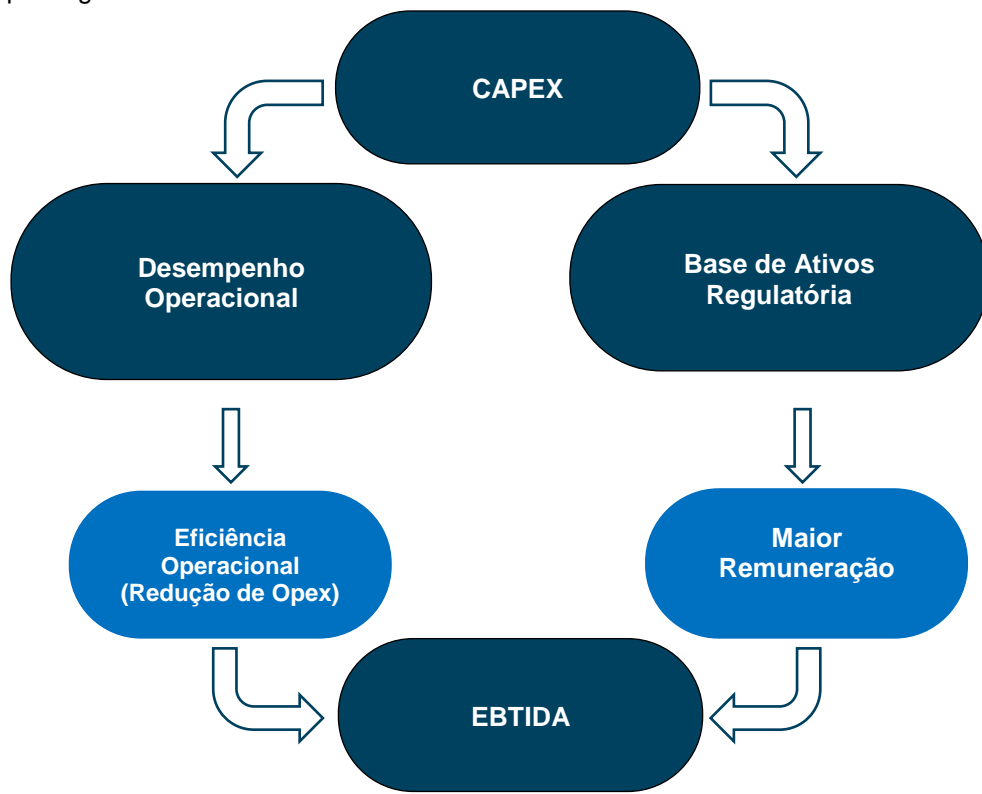 CAPEX
Desempenho
Operacional
Base de Ativos
Regulatória
Eficiência
Operacional
(Redução de Opex)
Maior
Remuneração
EBTIDA